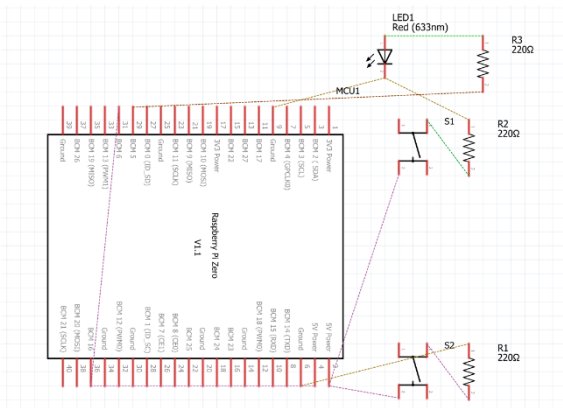 LED1
Red (633nm)
R3
220Ω
MCU1
S1
R2
220Ω
39
37
35
33
31
29
27
25
23
21
19
17
15
13
11
9
7
5
3
1
Ground
BCM 26
BCM 19 (MISO)
BCM 13 (PWM1)
BCM 6
BCM 5
BCM 0 (ID_SD)
Ground
BCM 11 (SCLK)
BCM 9 (MISO)
BCM 10 (MOSI)
3V3 Power
BCM 22
BCM 27
BCM 17
Ground
BCM 4 (GPCLK0)
BCM 3 (SCL)
BCM 2 (SDA)
3V3 Power
Raspberry Pi Zero
V1.1
BCM 21 (SCLK)
BCM 20 (MOSI)
BCM 16
Ground
BCM 12 (PWM0)
Ground
BCM 1 (ID_SC)
BCM 7 (CE1)
BCM 8 (CE0)
BCM 25
Ground
BCM 24
BCM 23
Ground
BCM 18 (PWM0)
BCM 15 (RXD)
BCM 14 (TXD)
Ground
5V Power
5V Power
40
38
36
34
32
30
28
26
24
22
20
18
16
14
12
10
8
6
4
2
S2
R1
220Ω